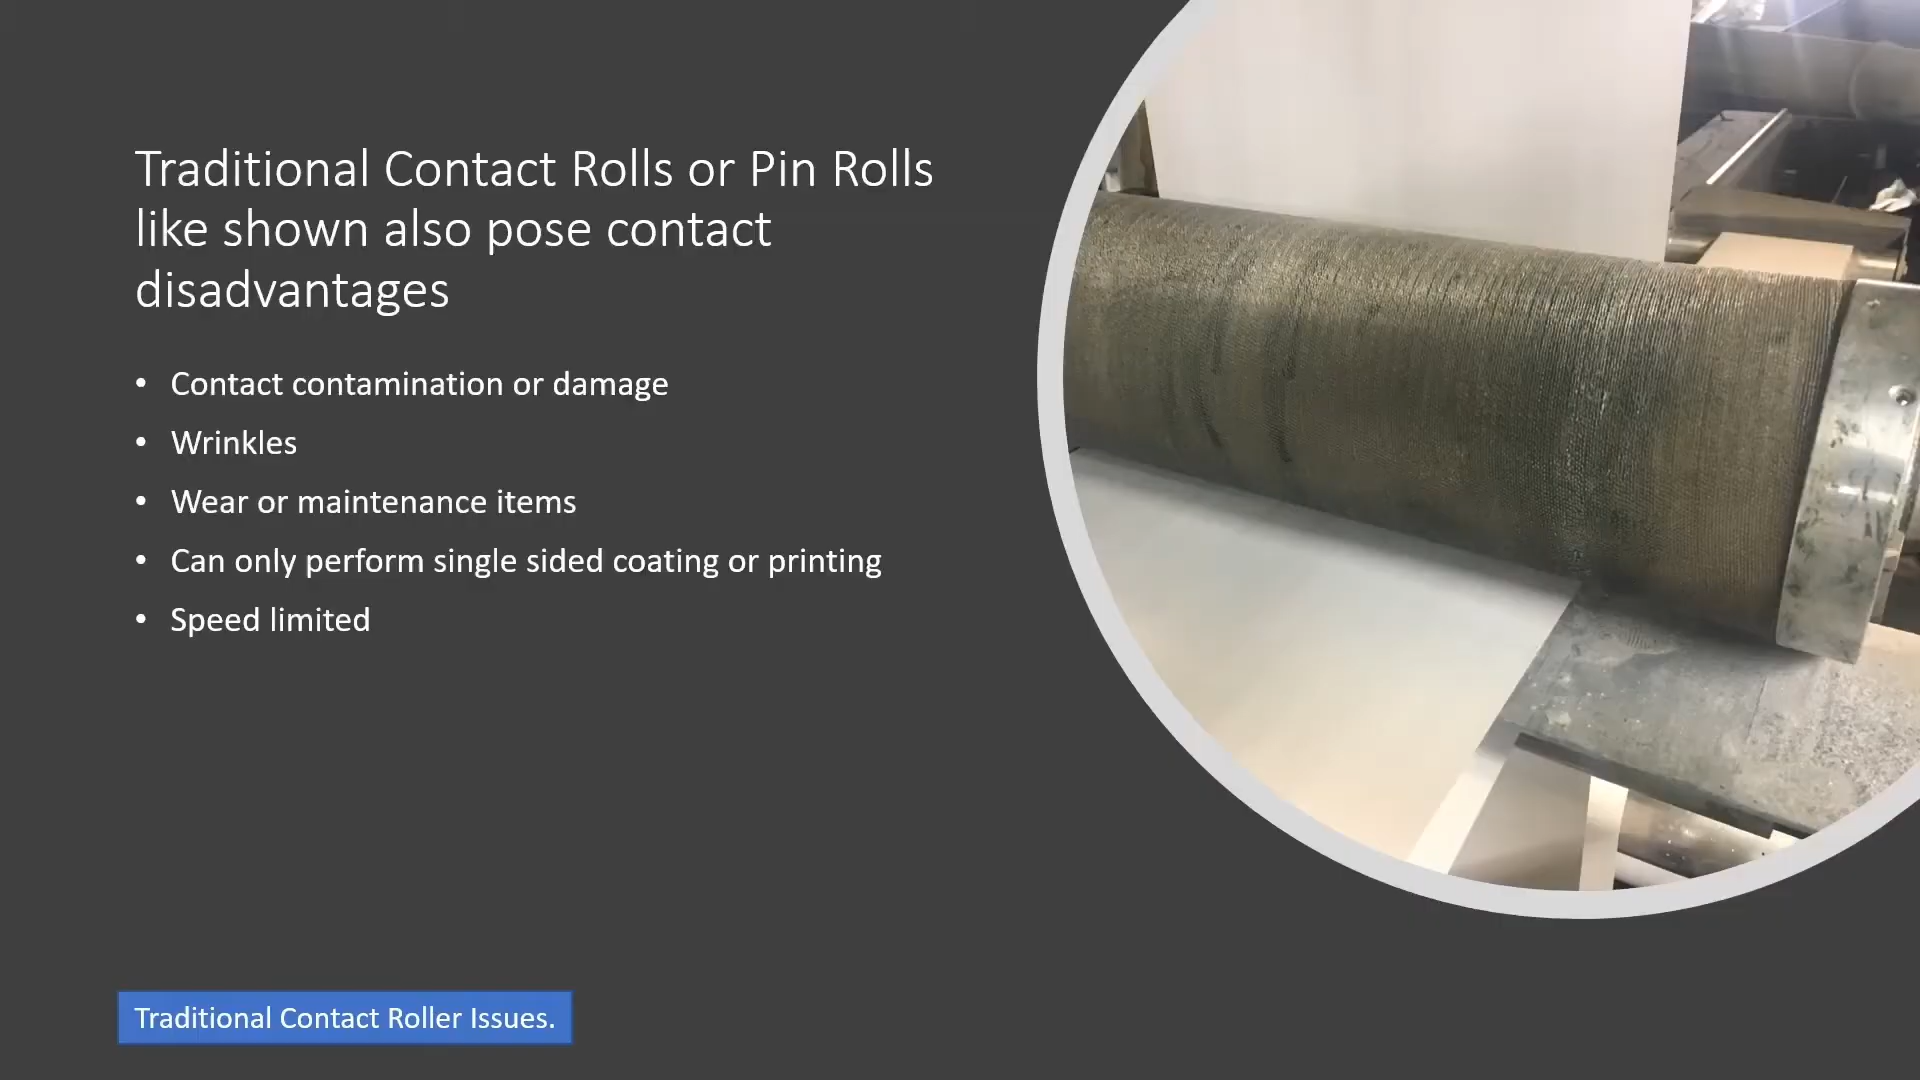 Traditional Contact Rolls or Pin Rolls
like shown also pose contact
disadvantages
• Contact contamination or damage
• Wrinkles
• Wear or maintenance items
• Can only perform single sided coating or printing
• Speed limited
Traditional Contact Roller Issues.